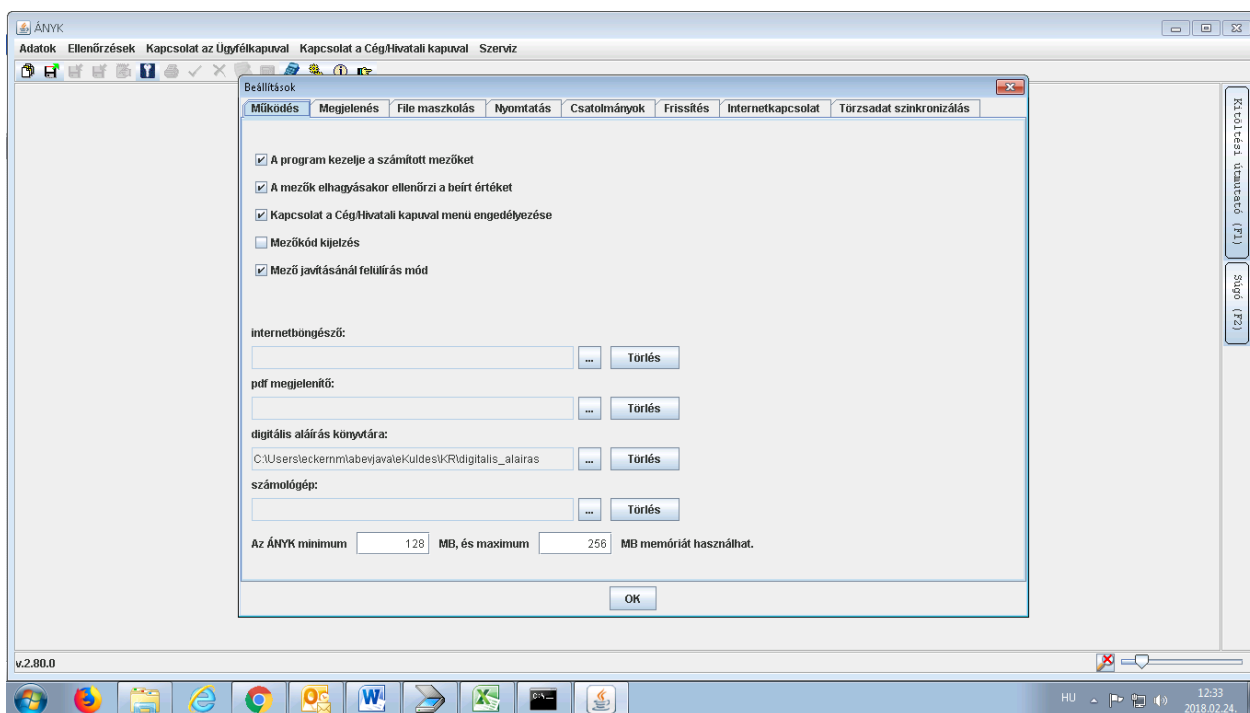 ÁNYK
Adatok Ellenőrzések Kapcsolat az Ügyfélkapuval Kapcsolat a Cég/Hivatali kapuval Szerviz
Beállítások
Működés Megjelenés File maszkolás Nyomtatás Csatolmányok Frissítés Internetkapcsolat Törzsadat szinkronizálás
A program kezelje a számított mezőket
A mezők elhagyásakor ellenőrzi a beírt értéket
Kapcsolat a Cég/Hivatali kapuval menü engedélyezése
Mezőkód kijelzés
Mező javításánál felülírás mód
internetböngésző:
... Törlés
pdf megjelenítő:
... Törlés
digitális aláírás könyvtára:
C:\Users\eckernm\abevjava\eKuldes\KR\digitalis_alairas ... Törlés
számológép:
... Törlés
Az ÁNYK minimum 128 MB, és maximum 256 MB memóriát használhat.
OK
Kitöltési útmutató (F1)
Súgó (F2)
v.2.80.0
HU 12:33
2018.02.24.